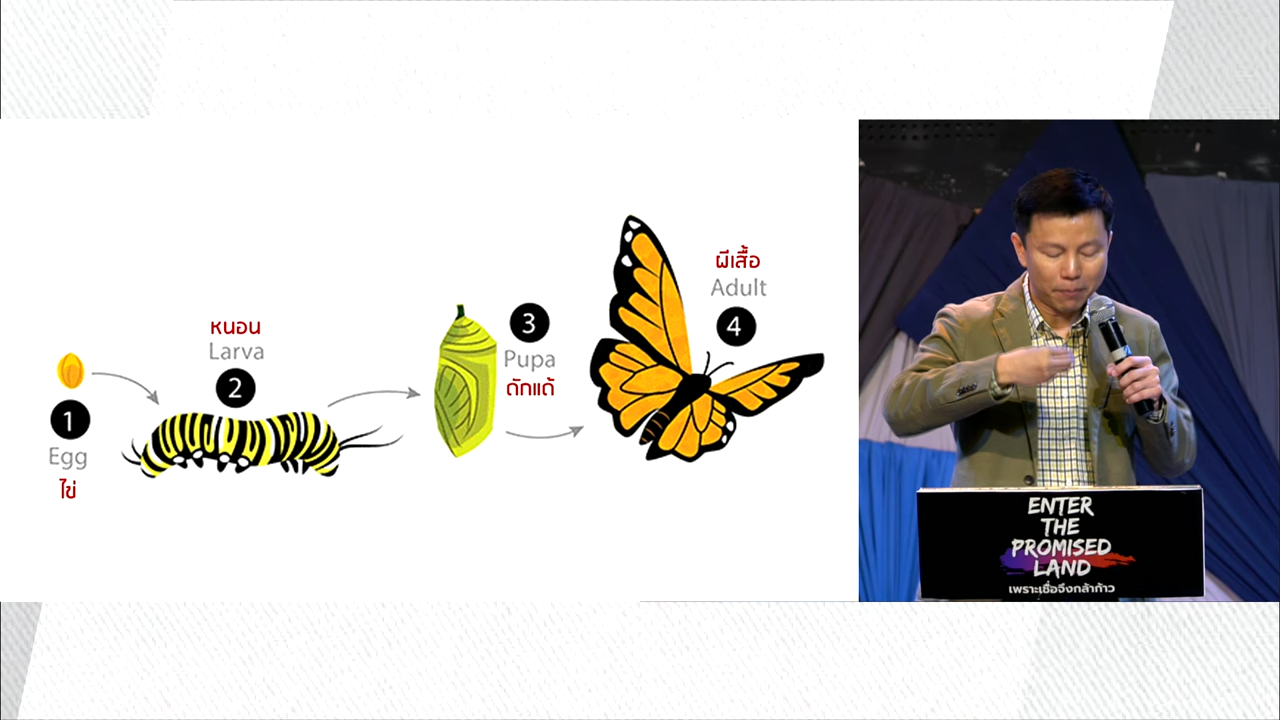 1
Egg
ไข่
หนอน
Larva
2
3
Pupa
ดักแด้
ผีเสื้อ
Adult
4
ENTER
THE
PROMISED
LAND
เพราะเชื่อจึงกล้าก้าว